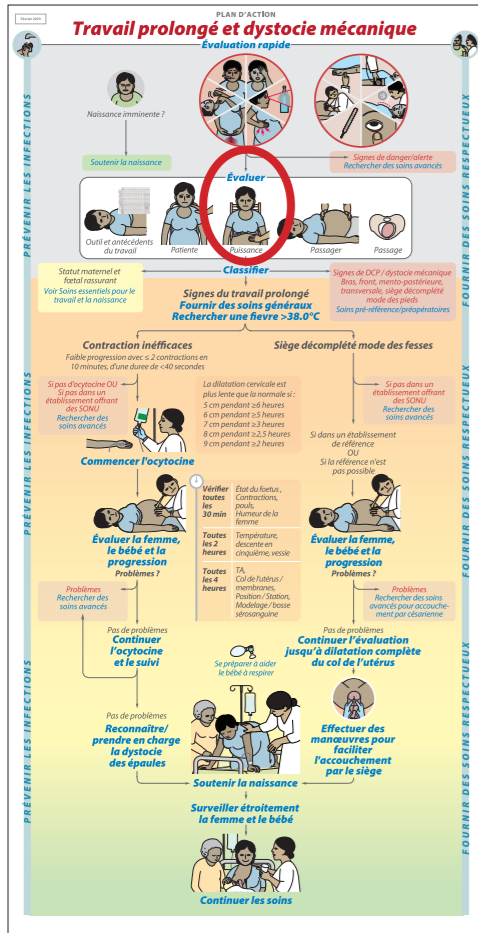 Février 2020
PLAN D'ACTION
Travail prolongé et dystocie mécanique
Évaluation rapide
Naissance imminente ?
Soutenir la naissance
Signes de danger/alerte
Rechercher des soins avancés
Évaluer
Outil et antécédents
du travail
Patiente
Puissance
Passager
Passage
Classifier
Statut maternel et
fœtal rassurant
Voir Soins essentiels pour le
travail et la naissance
Signes de DCP / dystocie mécanique
Bras, front, mento-postérieure,
transversale, siège décomplété
mode des pieds
Soins pré-référence/préopératoires
Signes du travail prolongé
Fournir des soins généraux
Rechercher une fievre >38.0°C
Contraction inéfficaces
Faible progression avec ≤ 2 contractions en
10 minutes, d'une durée de <40 secondes
Siège décomplété mode des fesses
Si pas d'ocytocine OU
Si pas dans un
établissement offrant
des SONU
Rechercher des
soins avancés
La dilatation cervicale est
plus lente que la normale si :
5 cm pendant ≥6 heures
6 cm pendant ≥5 heures
7 cm pendant ≥3 heures
8 cm pendant ≥2,5 heures
9 cm pendant ≥2 heures
Si pas dans un
établissement offrant
des SONU
Rechercher des
soins avancés
Si dans un établissement
de référence
OU
Si la référence n'est
pas possible
Commencer l'ocytocine
Vérifier
toutes
les
30 min
État du foetus ,
Contractions,
pouls,
Humeur de la
femme
Toutes
les 2
heures
Température,
descente en
cinquième, vessie
Toutes
les 4
heures
TA,
Col de l'utérus /
membranes,
Position / Station,
Modelage / bosse
sérosanguine
Évaluer la femme,
le bébé et la
progression
Problèmes ?
Évaluer la femme,
le bébé et la
progression
Problèmes ?
Problèmes
Rechercher des
soins avancés
Problèmes
Rechercher des soins
avancés pour accouche-
ment par césarienne
Pas de problèmes
Continuer
l'ocytocine
et le suivi
Pas de problèmes
Continuer l'évaluation
jusqu'à dilatation complète
du col de l'utérus
Se préparer à aider
le bébé à respirer
Pas de problèmes
Reconnaître/
prendre en charge
la dystocie
des épaules
Effectuer des
manœuvres pour
faciliter
l'accouchement
par le siège
Soutenir la naissance
Surveiller étroitement
la femme et le bébé
Continuer les soins
PRÉVENIR LES INFECTIONS
PRÉVENIR LES INFECTIONS
PRÉVENIR LES INFECTIONS
FOURNIR DES SOINS RESPECTUEUX
FOURNIR DES SOINS RESPECTUEUX
FOURNIR DES SOINS RESPECTUEUX